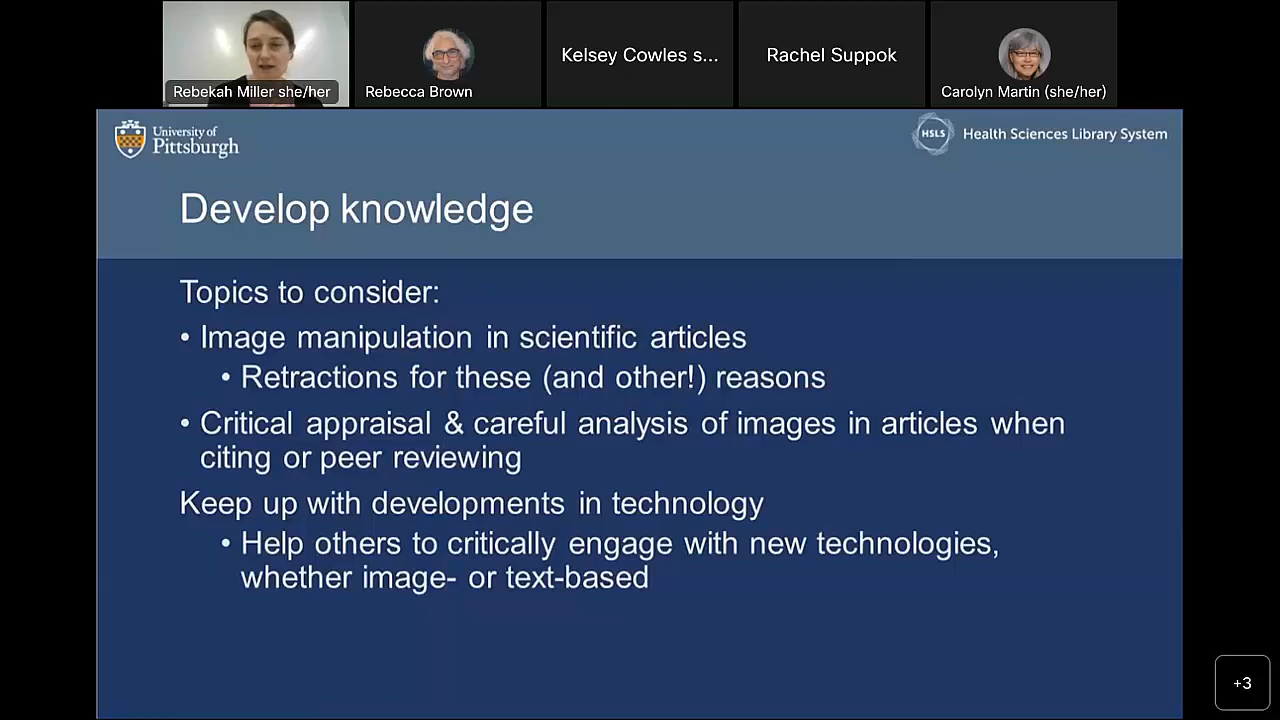 Rebekah Miller she/her
Rebecca Brown
Kelsey Cowles s...
Rachel Suppok
Carolyn Martin (she/her)
University of
Pittsburgh
HSLS
Health Sciences Library System
Develop knowledge
Topics to consider:
• Image manipulation in scientific articles
• Retractions for these (and other!) reasons
• Critical appraisal & careful analysis of images in articles when
citing or peer reviewing
Keep up with developments in technology
• Help others to critically engage with new technologies,
whether image- or text-based
+3